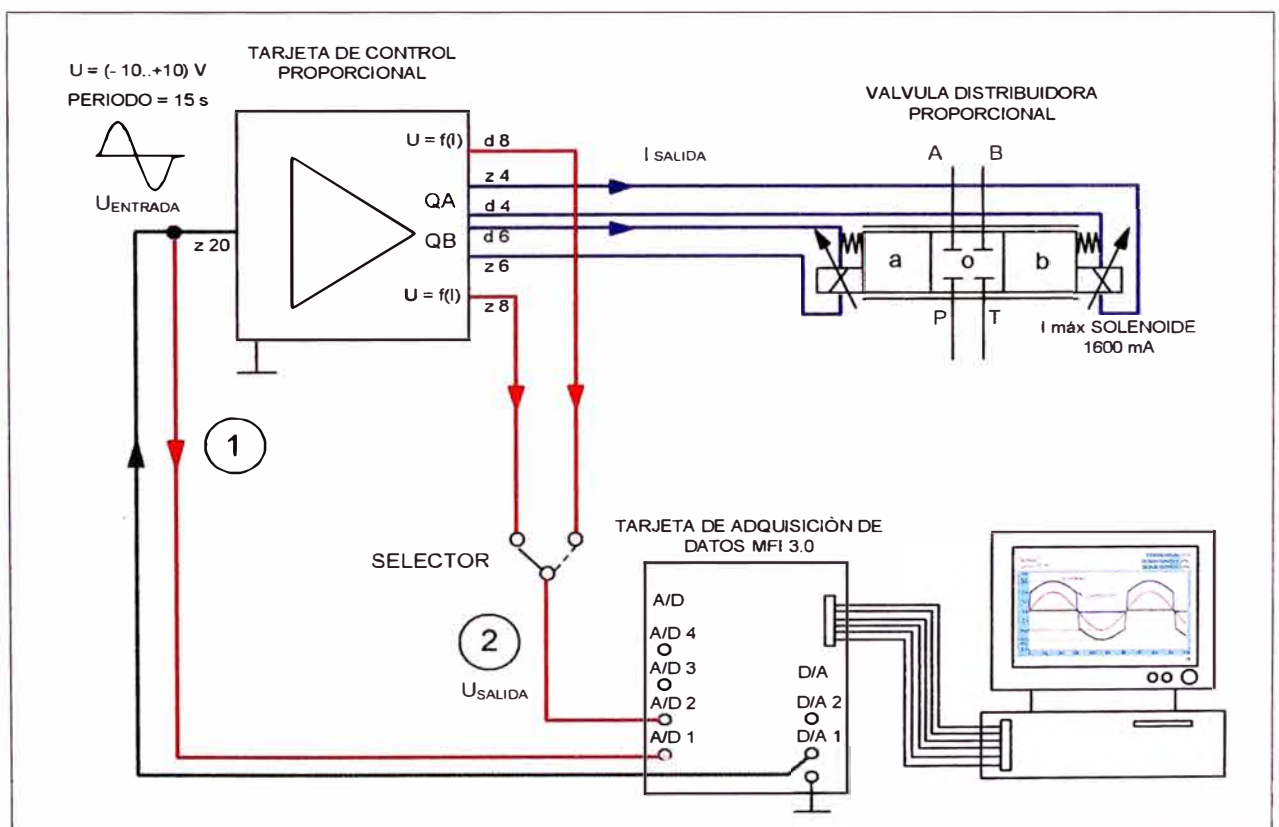 TARJETA DE CONTROL
PROPORCIONAL
U = (- 10..+10) V
PERIODO = 15 s
UENTRADA
z 20
U = f(I)
QA
QB
U = f(I)
d 8
z 4
d 4
d 6
z 6
z 8
I SALIDA
VALVULA DISTRIBUIDORA
PROPORCIONAL
A B
a o b
P T
I máx SOLENOIDE
1600 mA
1
SELECTOR
2
USALIDA
TARJETA DE ADQUISICIÒN DE
DATOS MFI 3.0
A/D
A/D 4
A/D 3
A/D 2
A/D 1
D/A
D/A 2
D/A 1